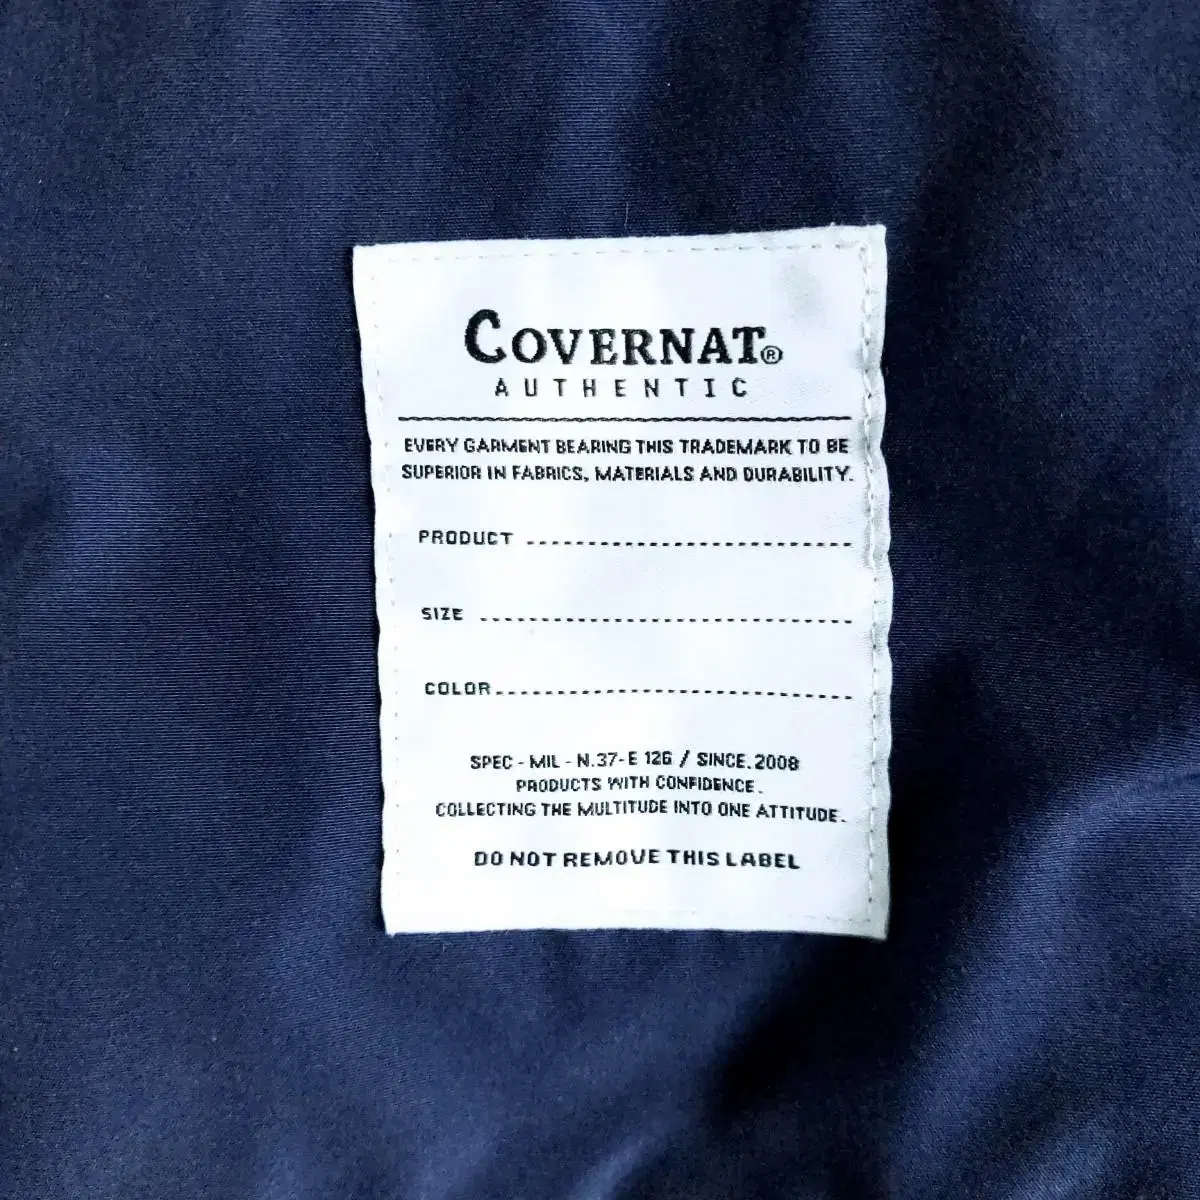 COVERNAT®
AUTHENTIC
EVERY GARMENT BEARING THIS TRADEMARK TO BE
SUPERIOR IN FABRICS, MATERIALS AND DURABILITY.
PRODUCT
SIZE
COLOR
SPEC - MIL - N.37- E 126 / SINCE.2008
PRODUCTS WITH CONFIDENCE.
COLLECTING THE MULTITUDE INTO ONE ATTITUDE.
DO NOT REMOVE THIS LABEL